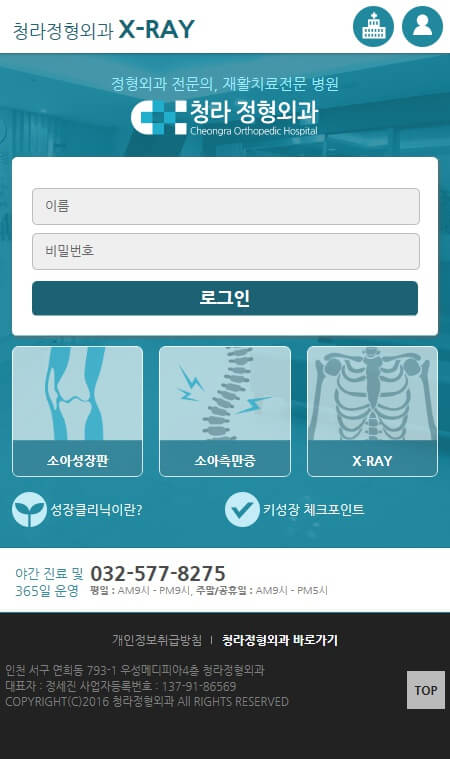 청라정형외과 X-RAY
정형외과 전문의, 재활치료전문 병원
청라 정형외과
Cheongra Orthopedic Hospital
이름
비밀번호
로그인
소아성장판
소아측만증
X-RAY
성장클리닉이란?
키성장 체크포인트
야간 진료 및
365일 운영
032-577-8275
평일 : AM9시 - PM9시, 주말/공휴일 : AM9시 - PM5시
개인정보취급방침 | 청라정형외과 바로가기
인천 서구 연희동 793-1 우성메디피아4층 청라정형외과
대표자 : 정세진 사업자등록번호 : 137-91-86569
COPYRIGHT(C)2016 청라정형외과 All RIGHTS RESERVED
TOP